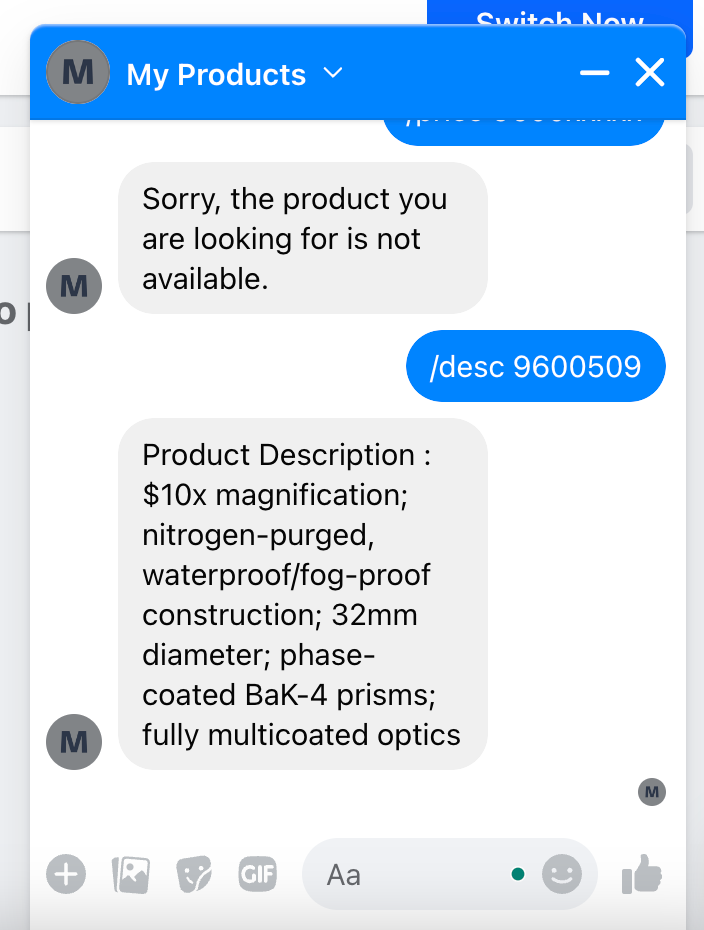 Switch Now
M
My Products
Sorry, the product you
are looking for is not
available.
M
/desc 9600509
Product Description :
$10x magnification;
nitrogen-purged,
waterproof/fog-proof
construction; 32mm
diameter; phase-
coated BaK-4 prisms;
fully multicoated optics
M
M
GIF
Aa